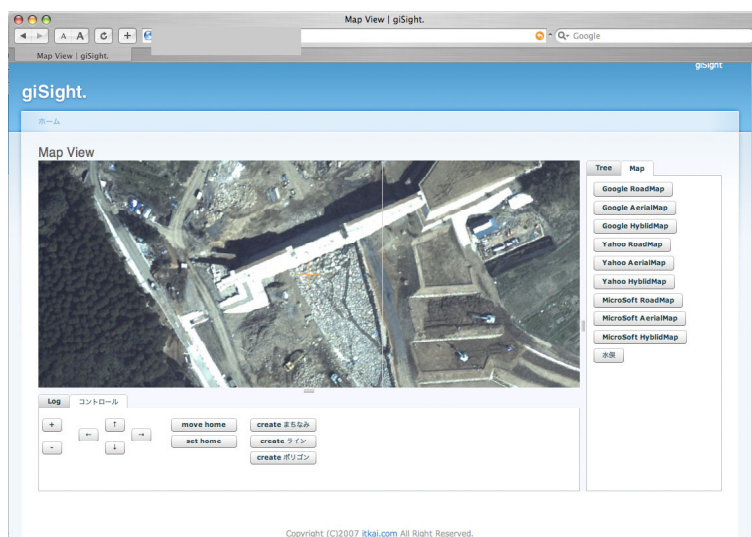 Map View | giSight.
A A
+
Google
Map View | giSight.
giSight
giSight.
ホーム
Map View
Tree Map
Google RoadMap
Google AerialMap
Google HyblidMap
Yahoo RoadMap
Yahoo AerialMap
Yahoo HyblidMap
MicroSoft RoadMap
MicroSoft AerialMap
MicroSoft HyblidMap
水俣
Log コントロール
+ ↑ move home create まちなみ
← → set home create ライン
- ↓ create ポリゴン
Copyright (C)2007 itkai.com All Right Reserved.